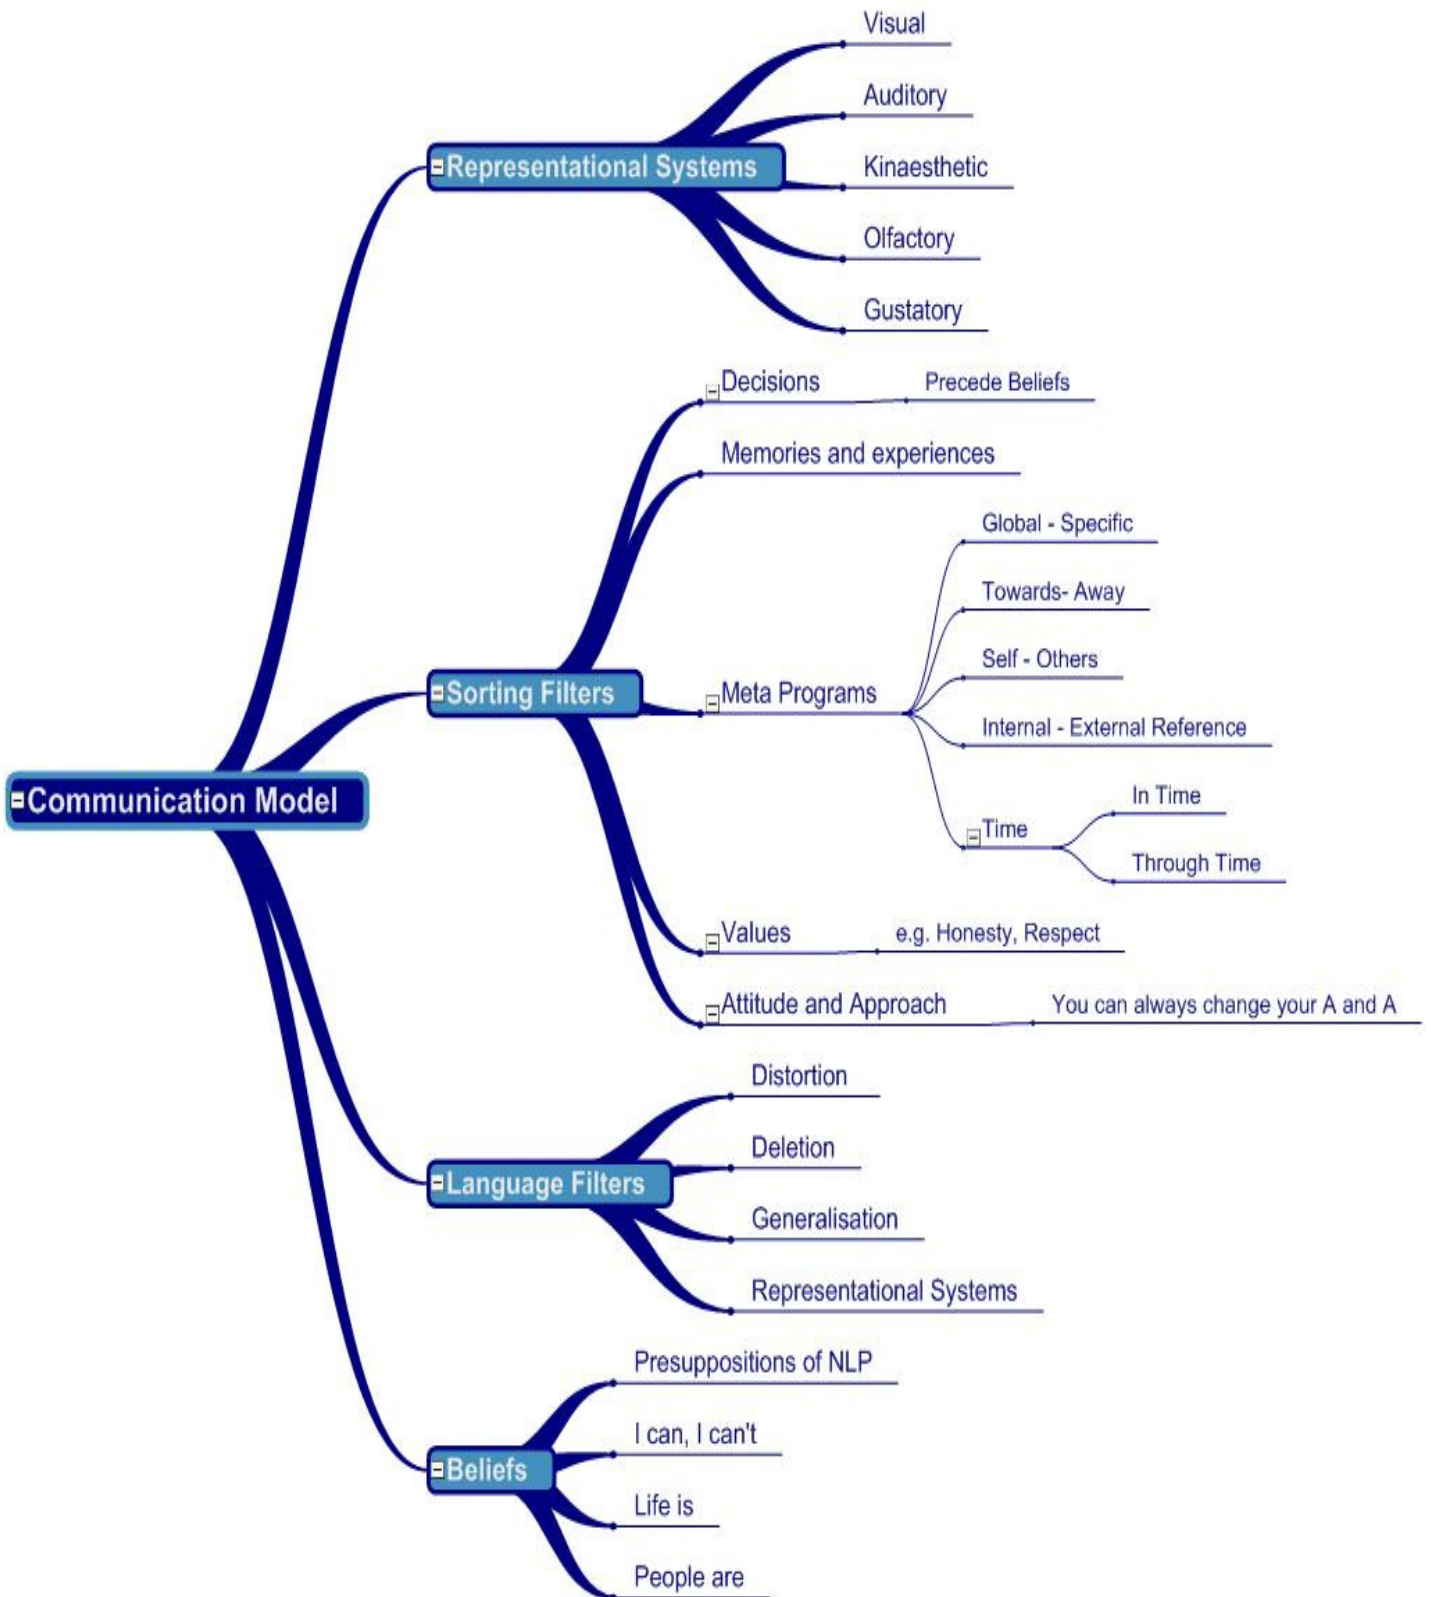 Communication Model
Representational Systems
Visual
Auditory
Kinaesthetic
Olfactory
Gustatory
Sorting Filters
Decisions
Precede Beliefs
Memories and experiences
Meta Programs
Global - Specific
Towards- Away
Self - Others
Internal - External Reference
Time
In Time
Through Time
Values
e.g. Honesty, Respect
Attitude and Approach
You can always change your A and A
Language Filters
Distortion
Deletion
Generalisation
Representational Systems
Beliefs
Presuppositions of NLP
I can, I can't
Life is
People are